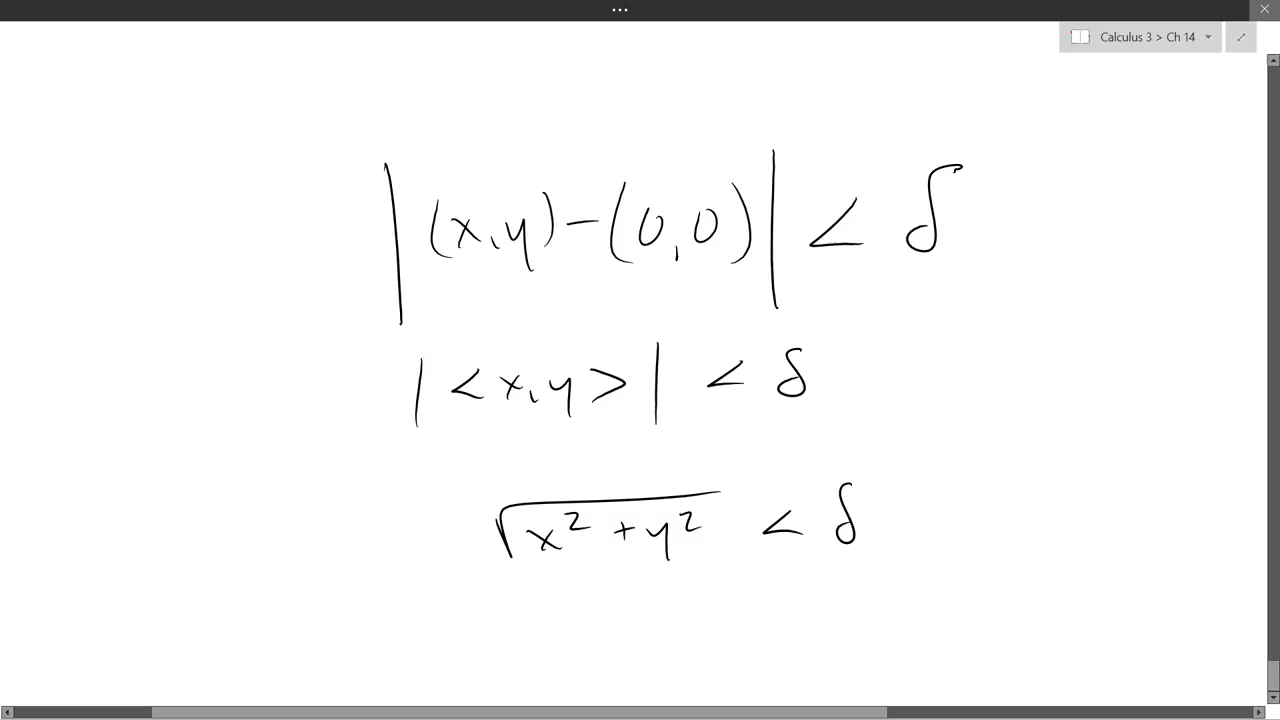 ...
Calculus 3 > Ch 14
|(x,y)-(0,0)| < δ
|<x,y>| < δ
√x² + y² < δ